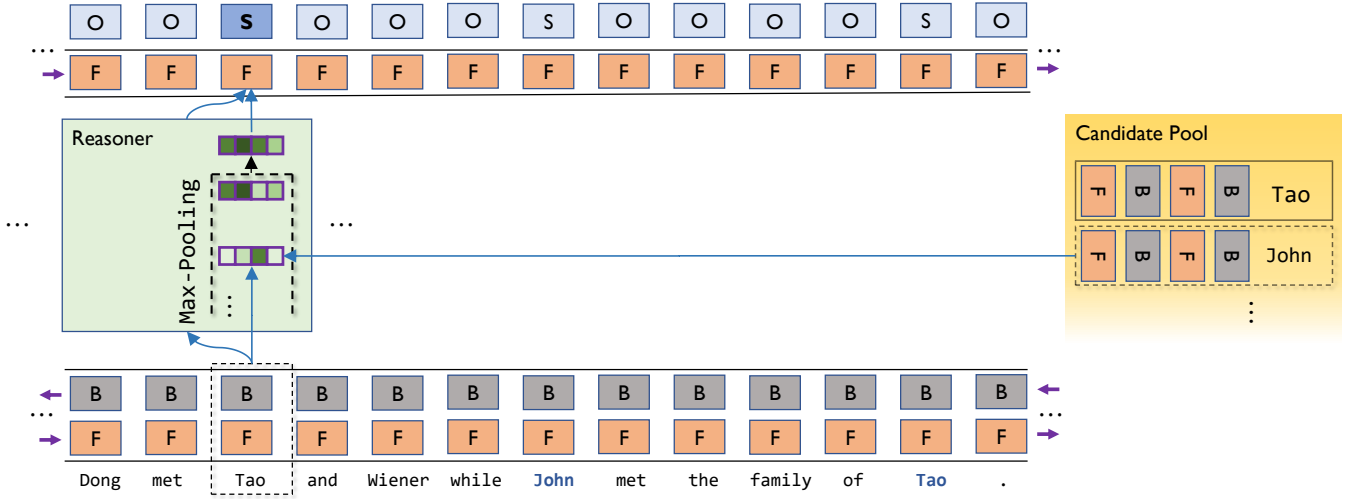 O O S O O O S O O O O S O
... ...
F F F F F F F F F F F F F
Reasoner
Max-Pooling
...
... ...
Candidate Pool
F B F B Tao
F B F B John
...
B B B B B B B B B B B B B
... ...
F F F F F F F F F F F F F
Dong met Tao and Wiener while John met the family of Tao .